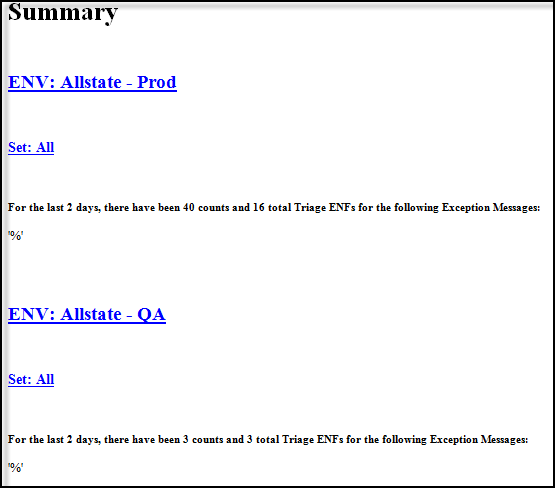 Summary
ENV: Allstate - Prod
Set: All
For the last 2 days, there have been 40 counts and 16 total Triage ENFs for the following Exception Messages:
'%'
ENV: Allstate - QA
Set: All
For the last 2 days, there have been 3 counts and 3 total Triage ENFs for the following Exception Messages:
'%'